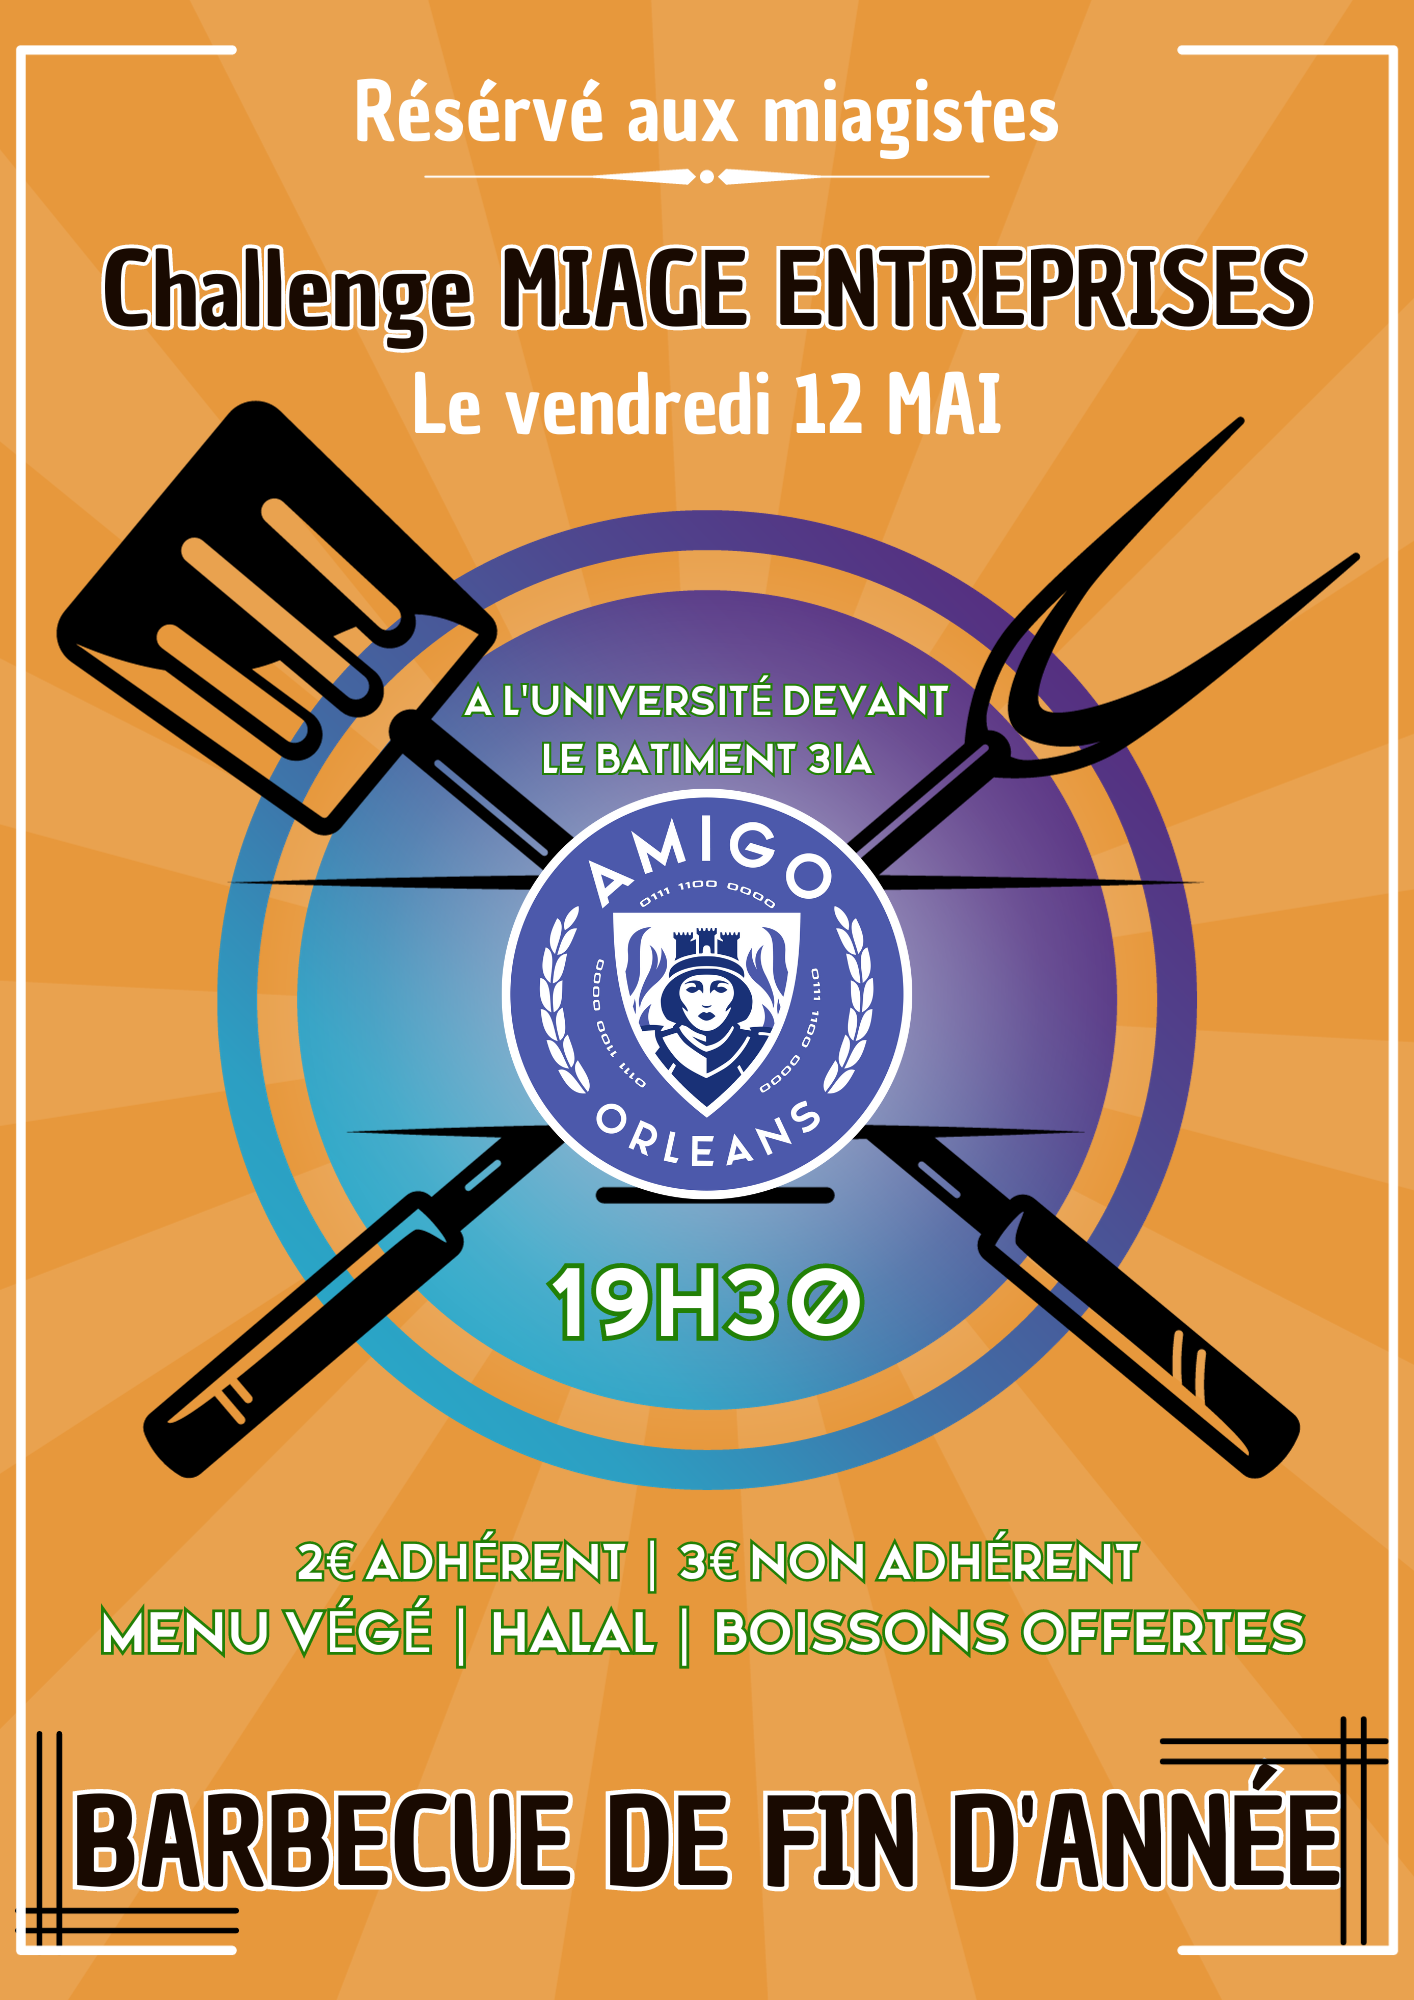 Résérvé aux miagistes
Challenge MIAGE ENTREPRISES
Le vendredi 12 MAI
A L'UNIVERSITÉ DEVANT
LE BATIMENT 3IA
AMIGO
0111 1100 0000
0111 1100 0000
0111 1100 0000
ORLEANS
19H30
2€ ADHÉRENT | 3€ NON ADHÉRENT
MENU VÉGÉ | HALAL | BOISSONS OFFERTES
BARBECUE DE FIN D'ANNÉE